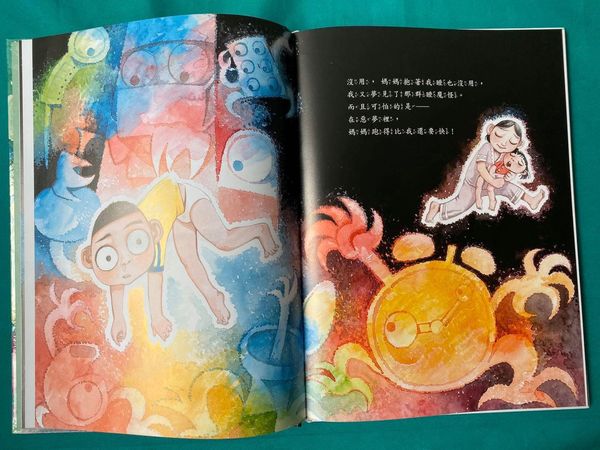 沒用，媽媽抱著我睡也沒用，
我又夢見了那群睡魔怪。
而且可怕的是——
在惡夢裡，
媽媽跑得比我還要快！